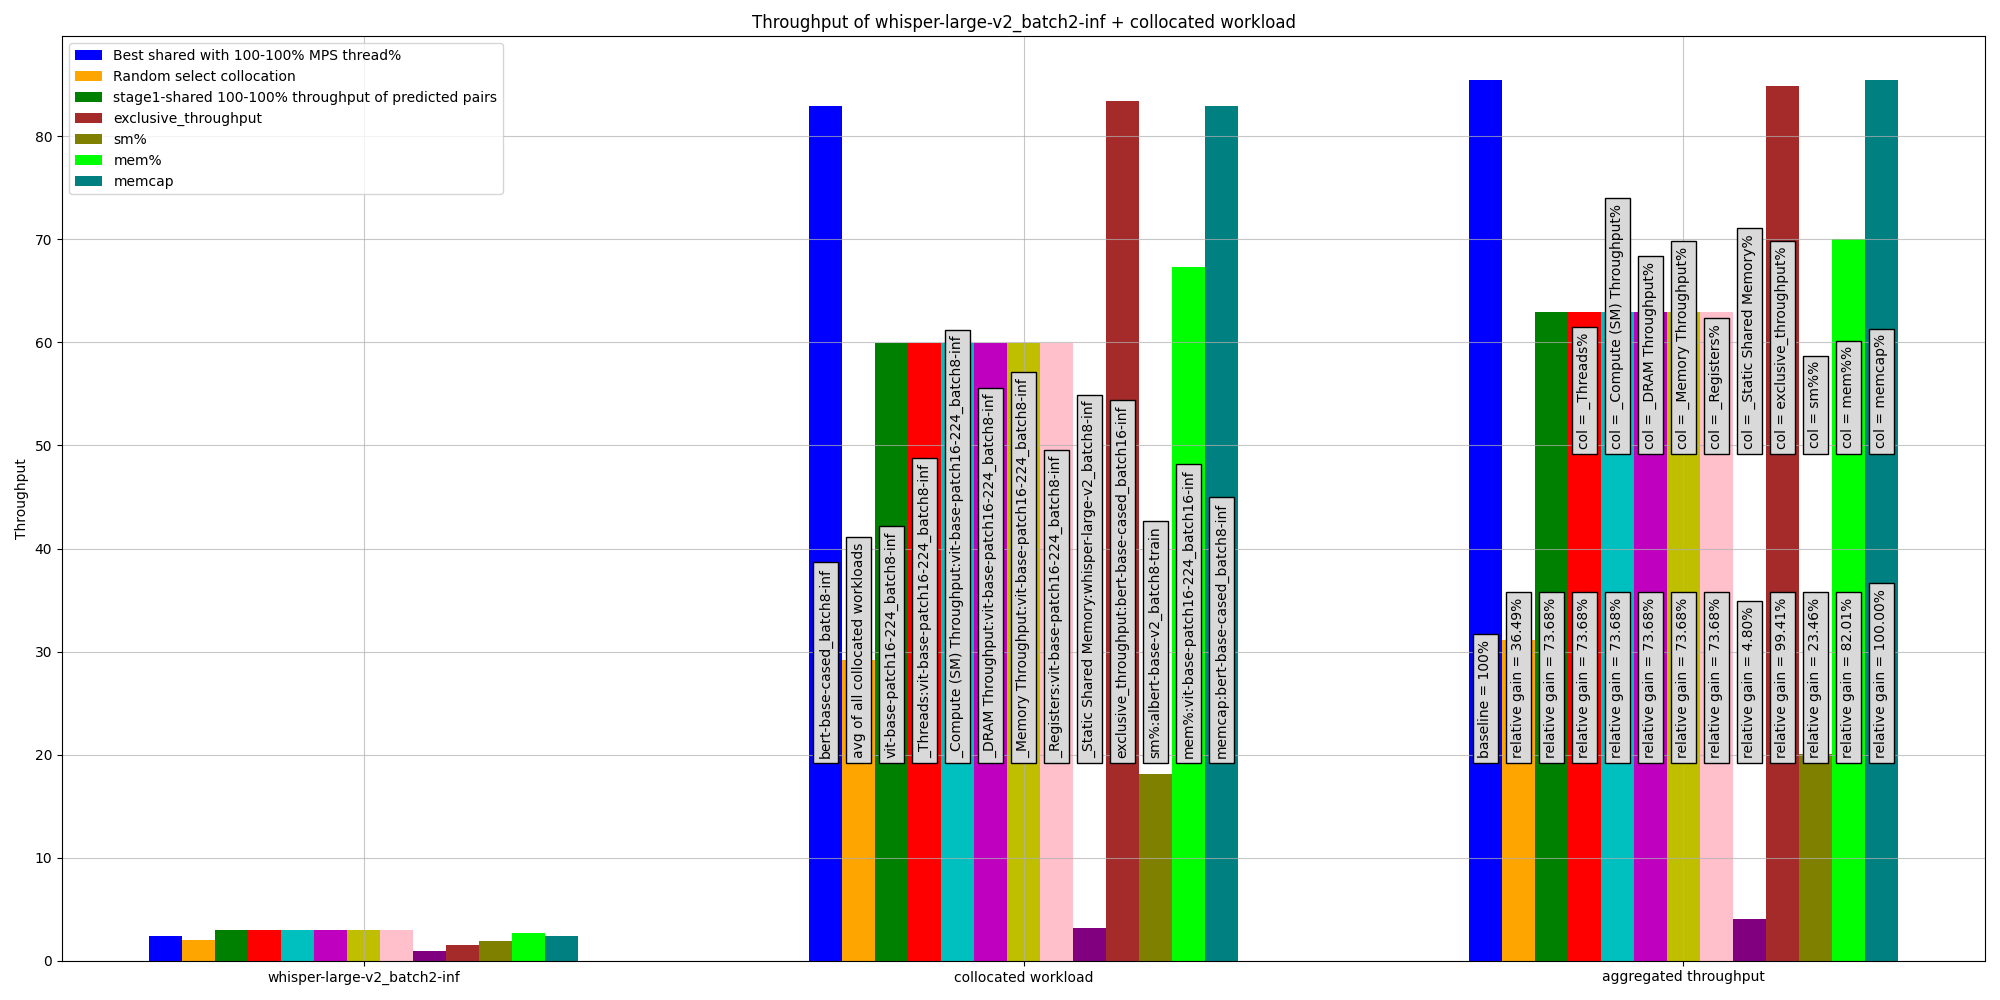 Throughput of whisper-large-v2_batch2-inf + collocated workload
Best shared with 100-100% MPS thread%
Random select collocation
stage1-shared 100-100% throughput of predicted pairs
exclusive_throughput
sm%
mem%
memcap
Throughput
80
70
60
50
40
30
20
10
0
bert-base-cased_batch8-inf
avg of all collocated workloads
vit-base-patch16-224_batch8-inf
_Threads:vit-base-patch16-224_batch8-inf
_Compute (SM) Throughput:vit-base-patch16-224_batch8-inf
_DRAM Throughput:vit-base-patch16-224_batch8-inf
_Memory Throughput:vit-base-patch16-224_batch8-inf
_Registers:vit-base-patch16-224_batch8-inf
_Static Shared Memory:whisper-large-v2_batch8-inf
exclusive_throughput:bert-base-cased_batch16-inf
sm%:albert-base-v2_batch8-train
mem%:vit-base-patch16-224_batch16-inf
memcap:bert-base-cased_batch8-inf
col = _Threads%
col = _Compute (SM) Throughput%
col = _DRAM Throughput%
col = _Memory Throughput%
col = _Registers%
col = _Static Shared Memory%
col = exclusive_throughput%
col = sm%%
col = mem%%
col = memcap%
baseline = 100%
relative gain = 36.49%
relative gain = 73.68%
relative gain = 73.68%
relative gain = 73.68%
relative gain = 73.68%
relative gain = 73.68%
relative gain = 73.68%
relative gain = 4.80%
relative gain = 99.41%
relative gain = 23.46%
relative gain = 82.01%
relative gain = 100.00%
whisper-large-v2_batch2-inf
collocated workload
aggregated throughput